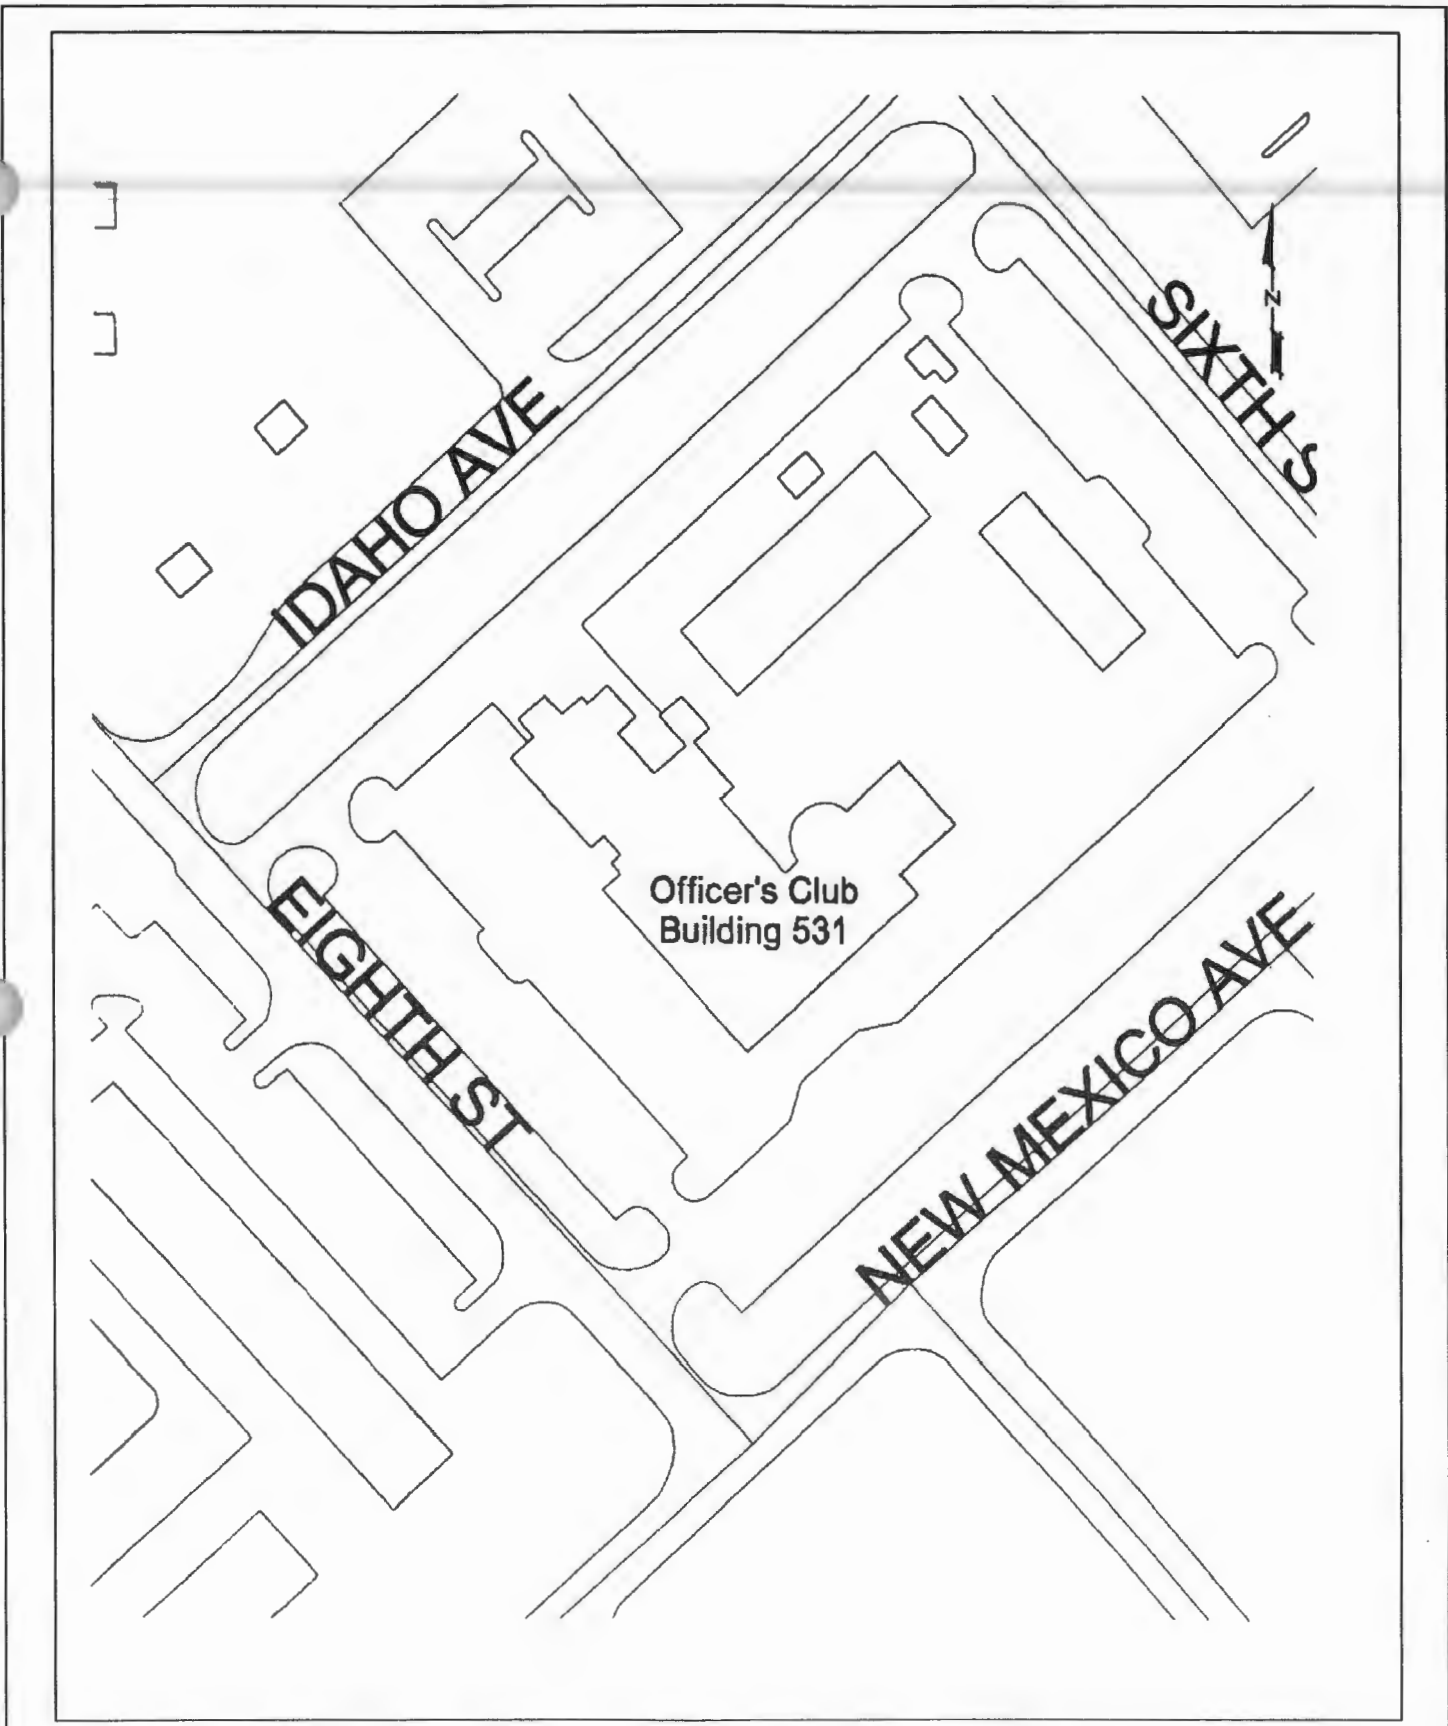 IDAHO AVE
SIXTH S
N
Officer's Club
Building 531
EIGHTH ST
NEW MEXICO AVE